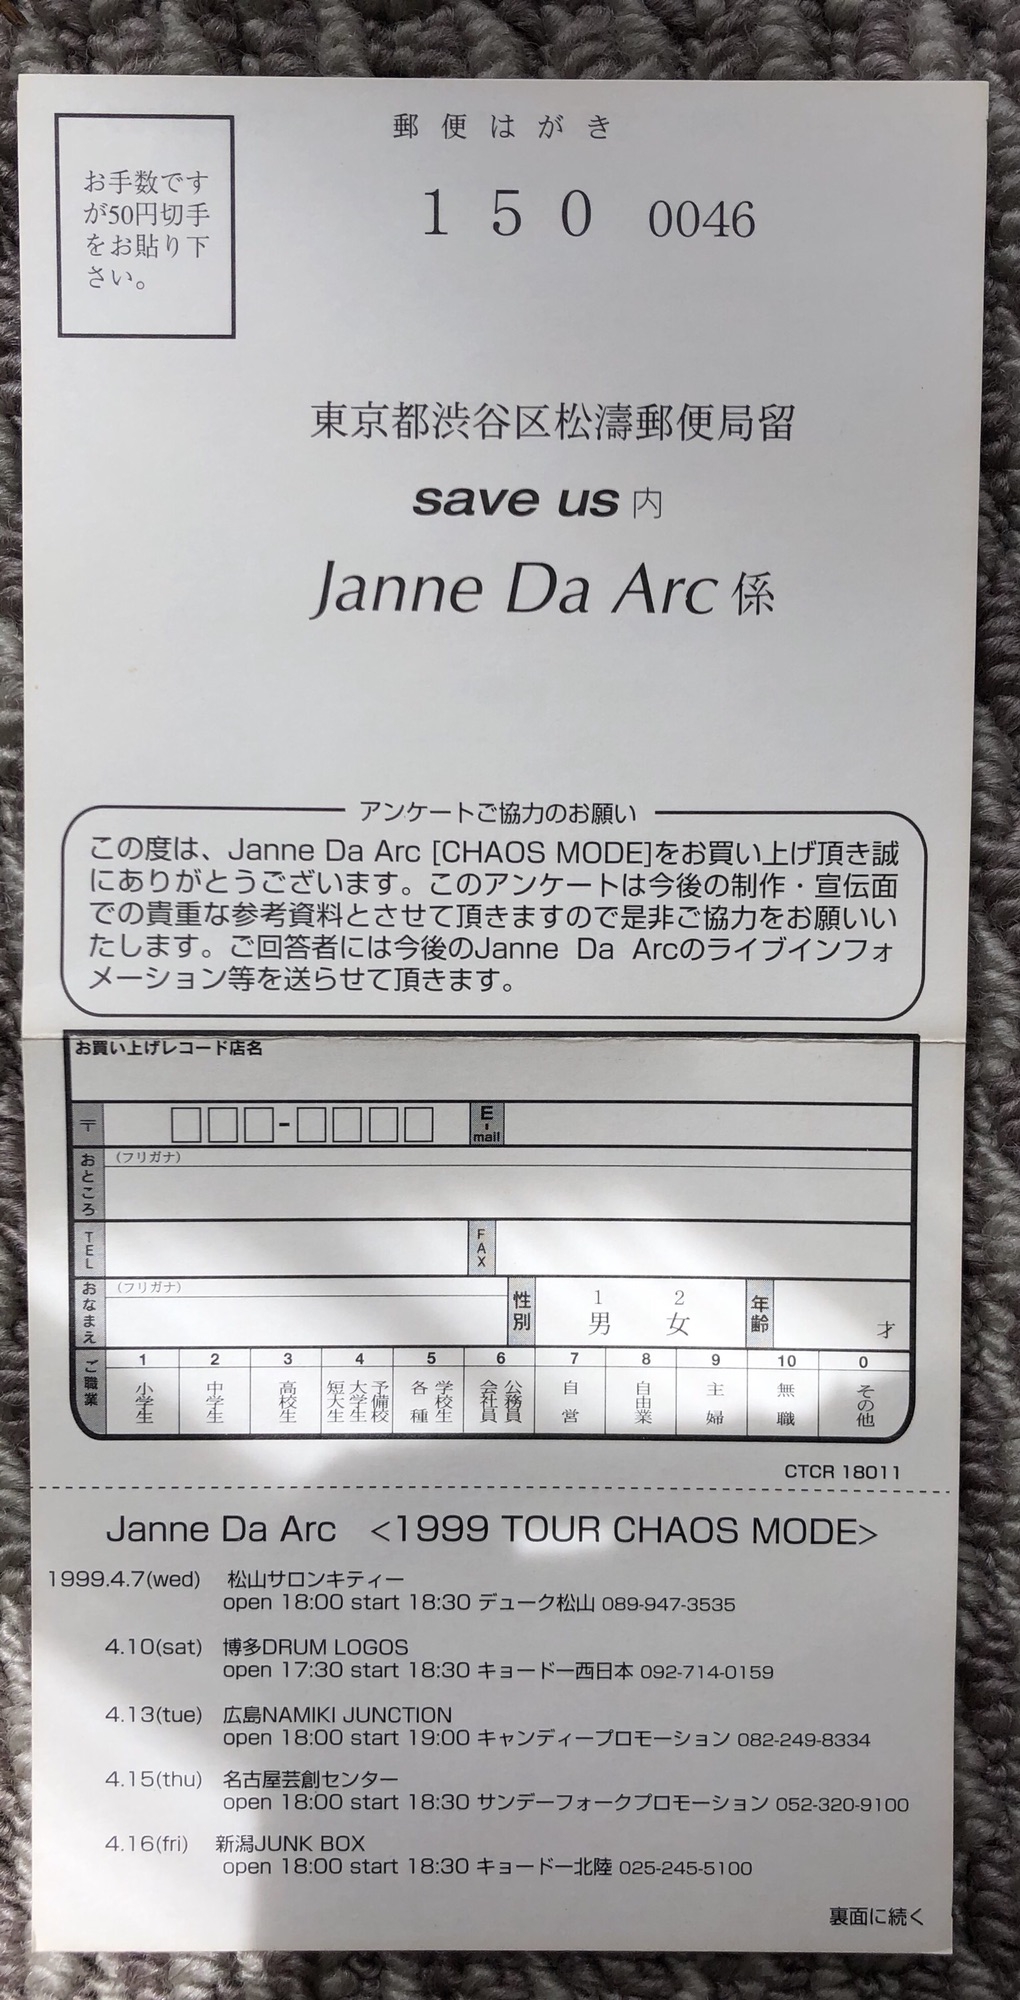 郵便はがき
お手数です
が50円切手
をお貼り下
さい。
150 0046
東京都渋谷区松濤郵便局留
save us 内
Janne Da Arc 係
アンケートご協力のお願い
この度は、Janne Da Arc [CHAOS MODE]をお買い上げ頂き誠
にありがとうございます。このアンケートは今後の制作・宣伝面
での貴重な参考資料とさせて頂きますので是非ご協力をお願いい
たします。ご回答者には今後のJanne Da Arcのライブインフォ
メーション等を送らせて頂きます。
お買い上げレコード店名
〒 □□□-□□□□ E-mail
おところ (フリガナ)
TEL FAX
おなまえ (フリガナ) 性別 1 男 2 女 年齢 才
ご職業
1 2 3 4 5 6 7 8 9 10 0
小学生 中学生 高校生 予備校 大学生 短大生 学校生 各種 公務員 会社員 自営 自由業 主婦 無職 その他
CTCR 18011
Janne Da Arc <1999 TOUR CHAOS MODE>
1999.4.7(wed) 松山サロンキティー
open 18:00 start 18:30 デューク松山 089-947-3535
4.10(sat) 博多DRUM LOGOS
open 17:30 start 18:30 キョードー西日本 092-714-0159
4.13(tue) 広島NAMIKI JUNCTION
open 18:00 start 19:00 キャンディープロモーション 082-249-8334
4.15(thu) 名古屋芸創センター
open 18:00 start 18:30 サンデーフォークプロモーション 052-320-9100
4.16(fri) 新潟JUNK BOX
open 18:00 start 18:30 キョードー北陸 025-245-5100
裏面に続く